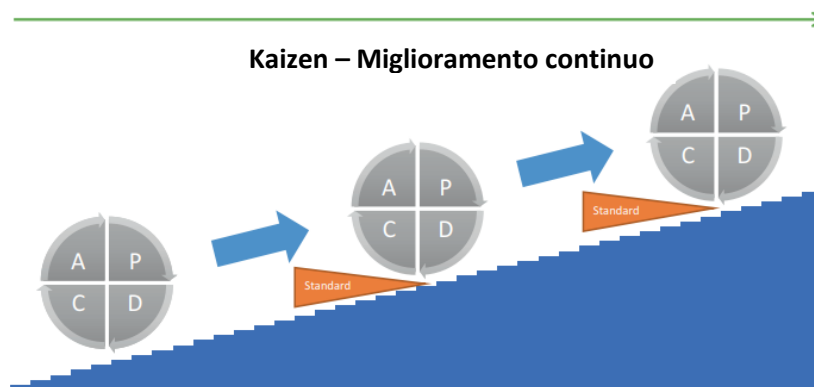 Kaizen – Miglioramento continuo
A P
C D
Standard
A P
C D
Standard
A P
C D